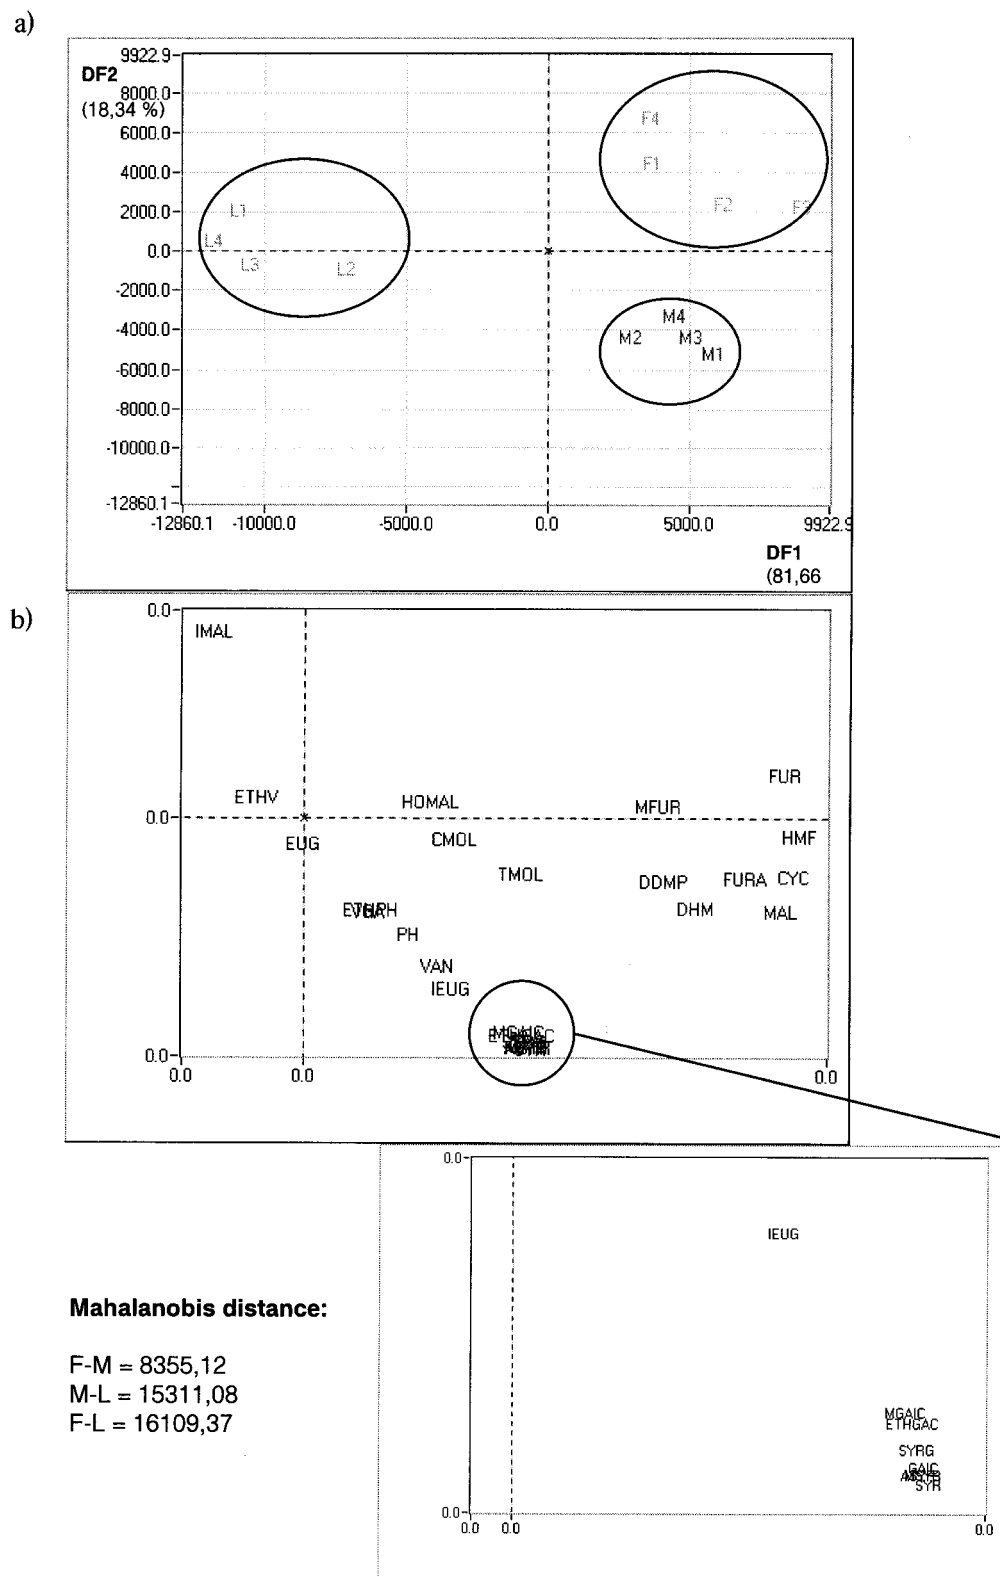 a)
9922.9
DF2
8000.0
(18,34 %)
6000.0
F4
4000.0
F1
2000.0
L1
F2
F3
L4
0.0
L3
L2
-2000.0
M4
-4000.0
M2
M3
M1
-6000.0
-8000.0
-10000.0
-12860.1
-12860.1 -10000.0 -5000.0 0.0 5000.0 9922.9
DF1
(81,66
b)
0.0
IMAL
FUR
ETHV
HOMAL
MFUR
0.0
EUG
CMOL
HMF
TMOL
DDMP
FURA
CYC
DHM
MAL
PH
VAN
IEUG
MGAIC
0.0
0.0 0.0 0.0
0.0
IEUG
Mahalanobis distance:
F-M = 8355,12
M-L = 15311,08
F-L = 16109,37
MGAIC
ETHGAC
SYRG
GAIC
SYR
0.0
0.0 0.0 0.0